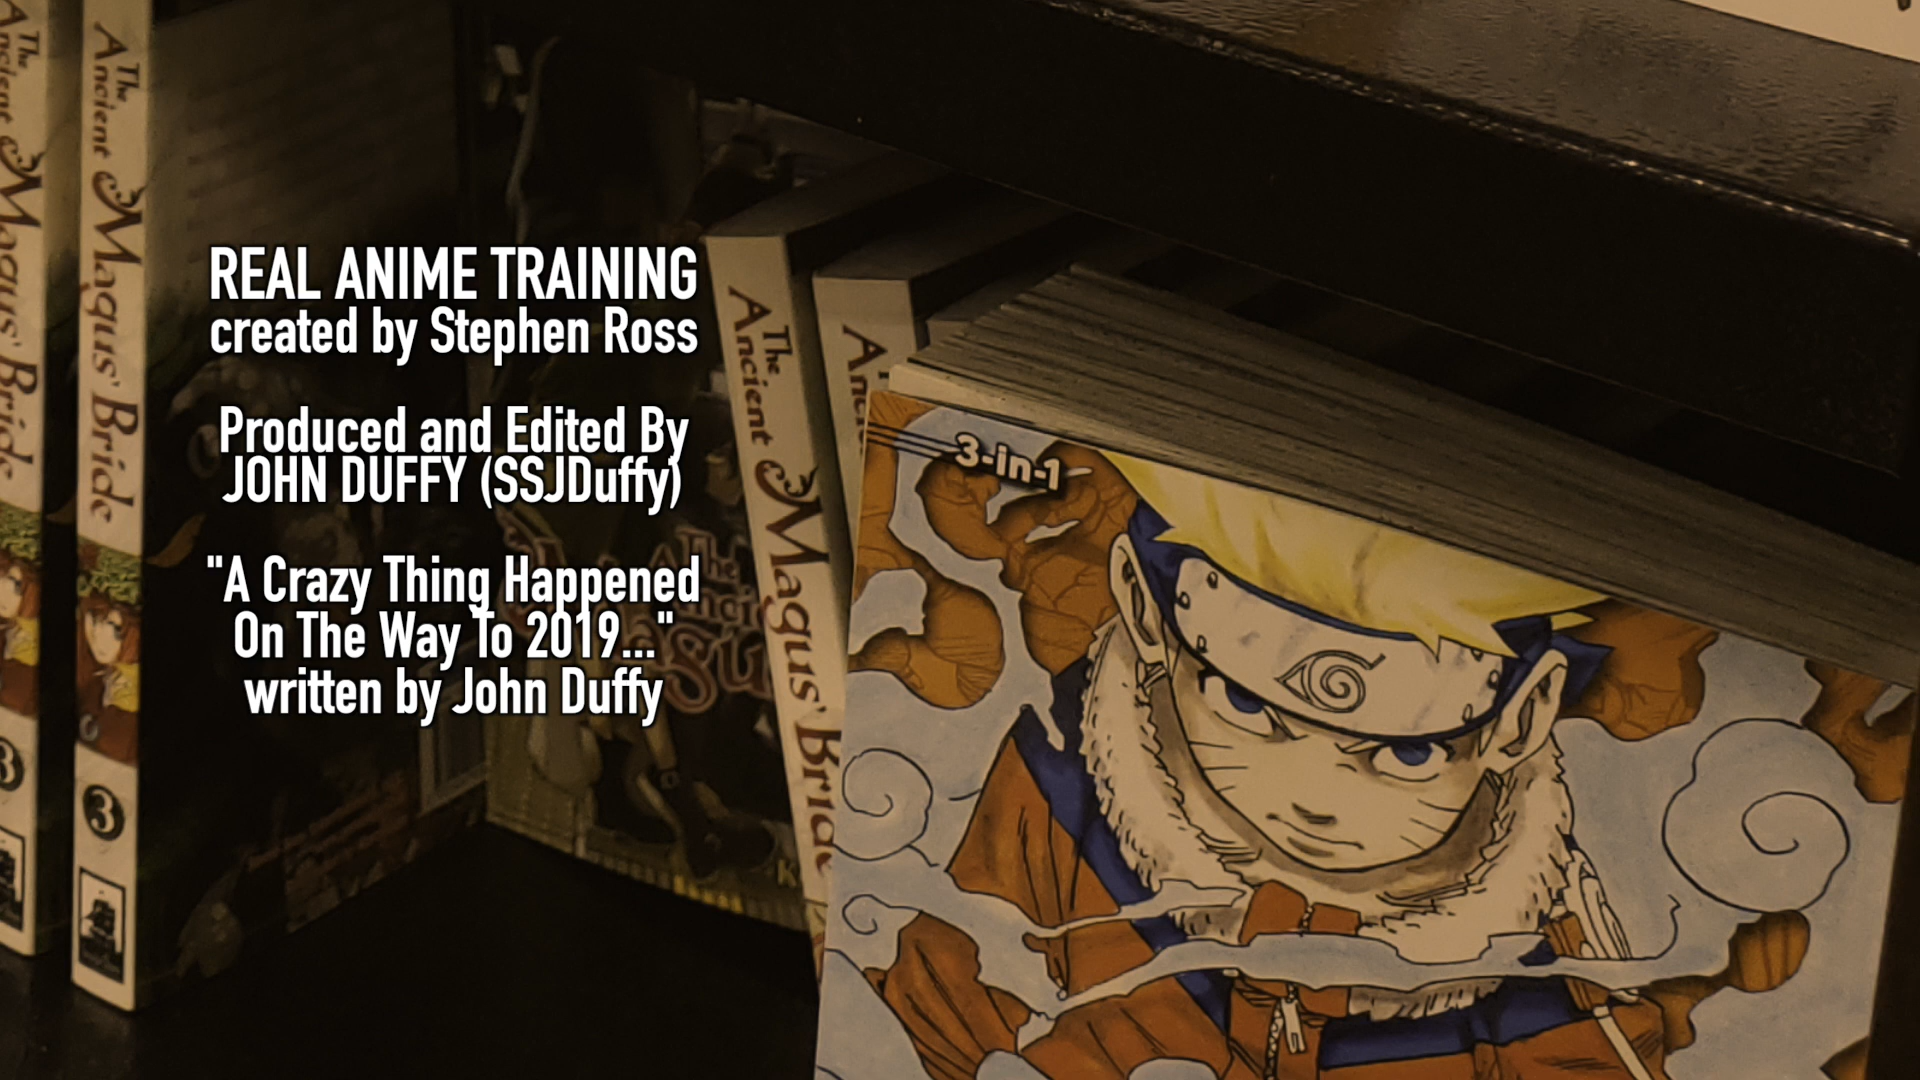 REAL ANIME TRAINING
created by Stephen Ross
Produced and Edited By
JOHN DUFFY (SSJDuffy)
"A Crazy Thing Happened
On The Way To 2019..."
written by John Duffy
The Ancient Magus' Bride
3
The Ancient Magus' Bride
3
The Ancient Magus' Bride
3-in-1